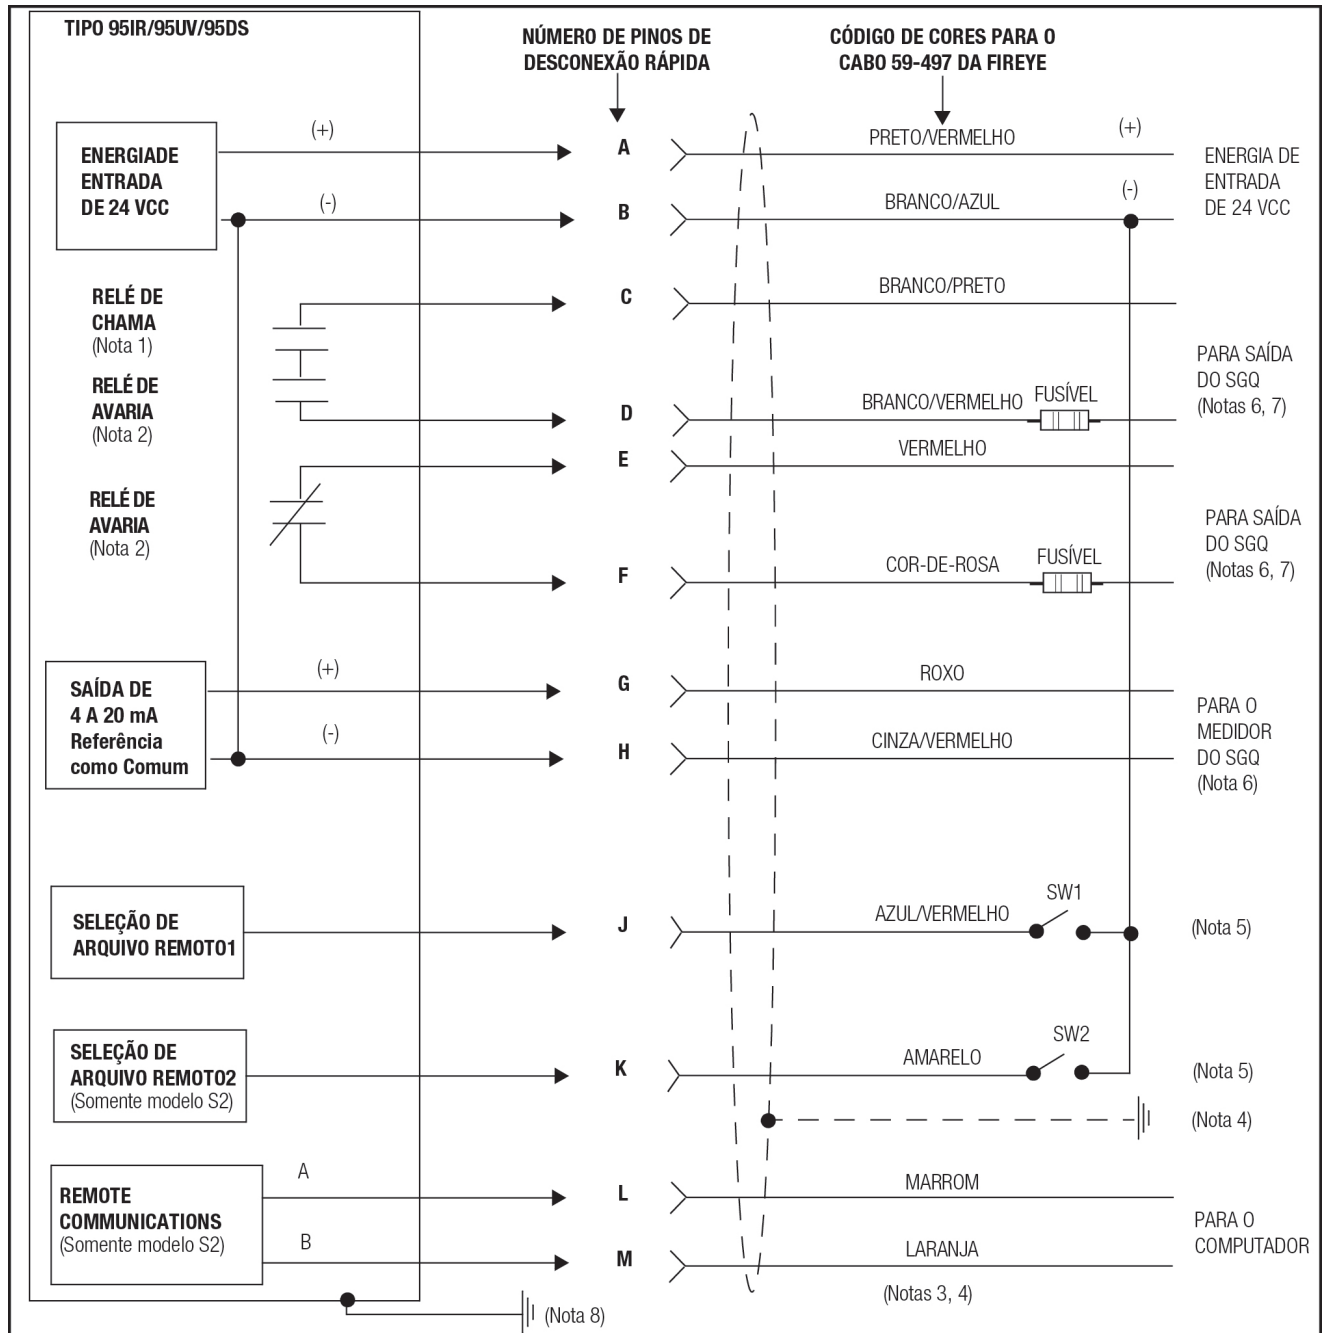 TIPO 95IR/95UV/95DS
NÚMERO DE PINOS DE
DESCONEXÃO RÁPIDA
CÓDIGO DE CORES PARA O
CABO 59-497 DA FIREYE
ENERGIADE
ENTRADA
DE 24 VCC
(+)
A
PRETO/VERMELHO
(+)
(-)
B
BRANCO/AZUL
(-)
ENERGIA DE
ENTRADA
DE 24 VCC
RELÉ DE
CHAMA
(Nota 1)
C
BRANCO/PRETO
RELÉ DE
AVARIA
(Nota 2)
D
BRANCO/VERMELHO
FUSÍVEL
PARA SAÍDA
DO SGQ
(Notas 6, 7)
E
VERMELHO
RELÉ DE
AVARIA
(Nota 2)
F
COR-DE-ROSA
FUSÍVEL
PARA SAÍDA
DO SGQ
(Notas 6, 7)
SAÍDA DE
4 A 20 mA
Referência
como Comum
(+)
G
ROXO
(-)
H
CINZA/VERMELHO
PARA O
MEDIDOR
DO SGQ
(Nota 6)
SELEÇÃO DE
ARQUIVO REMOTO1
J
AZUL/VERMELHO
SW1
(Nota 5)
SELEÇÃO DE
ARQUIVO REMOTO2
(Somente modelo S2)
K
AMARELO
SW2
(Nota 5)
(Nota 4)
REMOTE
COMMUNICATIONS
(Somente modelo S2)
A
L
MARROM
B
M
LARANJA
PARA O
COMPUTADOR
(Notas 3, 4)
(Nota 8)